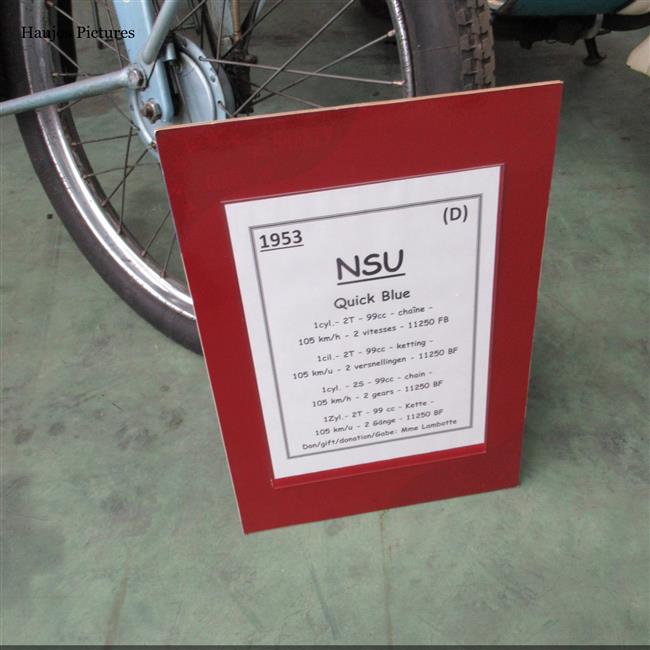 Haujea Pictures
1953
(D)
NSU
Quick Blue
1cyl.- 2T - 99cc - chaîne -
105 km/h - 2 vitesses - 11250 FB
1cil.- 2T - 99cc - ketting -
105 km/u - 2 versnellingen - 11250 BF
1cyl. - 2S - 99cc - chain -
105 km/h - 2 gears - 11250 BF
1Zyl.- 2T - 99 cc - Kette -
105 km/u - 2 Gänge - 11250 BF
Don/gift/donation/Gabe: Mme Lambotte